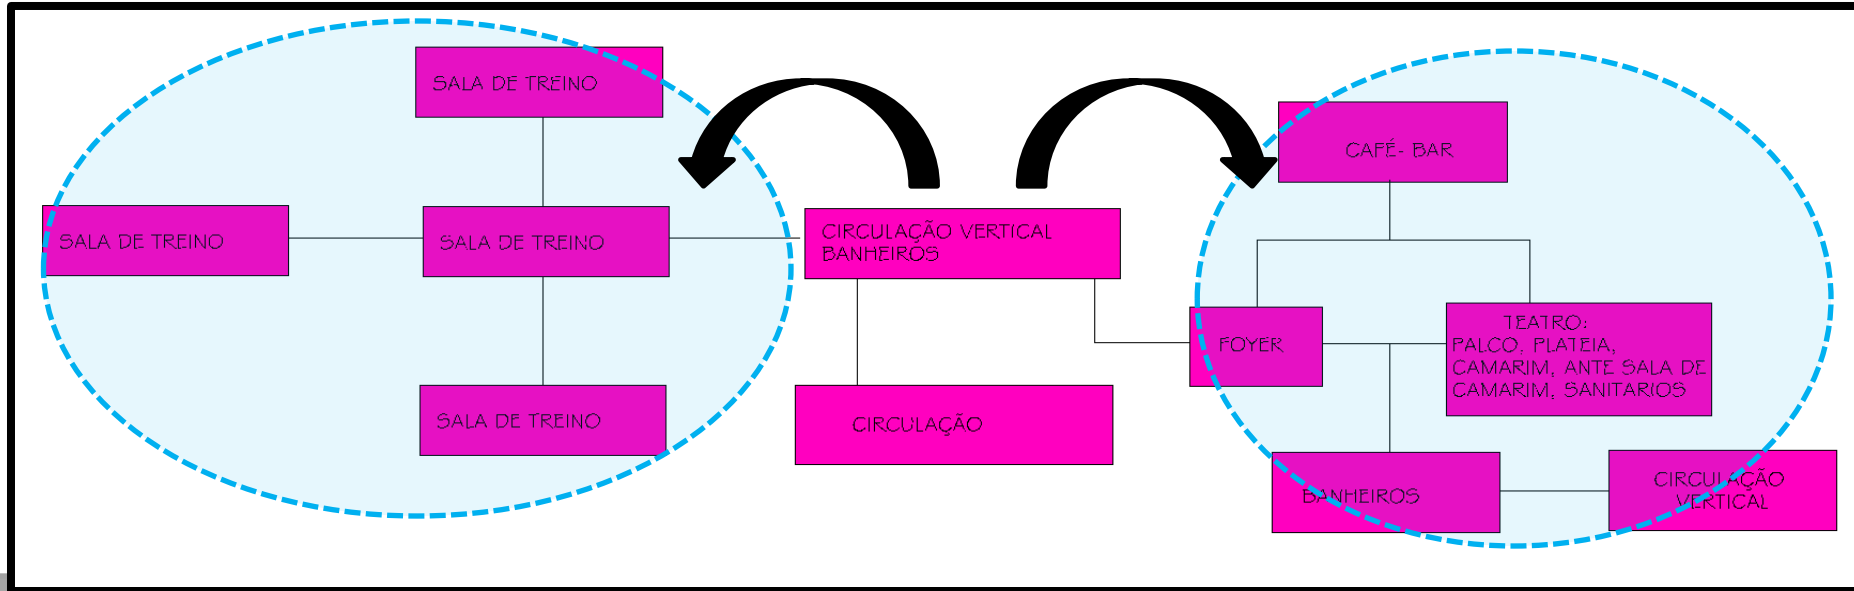 SALA DE TREINO
SALA DE TREINO
SALA DE TREINO
SALA DE TREINO
CIRCULAÇÃO VERTICAL
BANHEIROS
CIRCULAÇÃO
CAFÉ- BAR
FOYER
TEATRO:
PALCO, PLATEIA,
CAMARIM, ANTE SALA DE
CAMARIM, SANITARIOS
BANHEIROS
CIRCULAÇÃO
VERTICAL